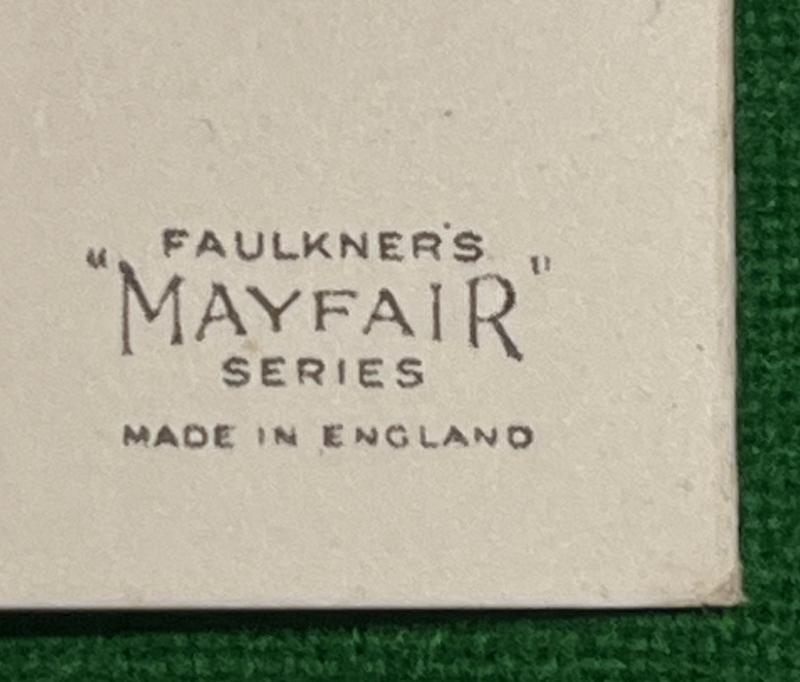 FAULKNER'S
"MAYFAIR"
SERIES
MADE IN ENGLAND